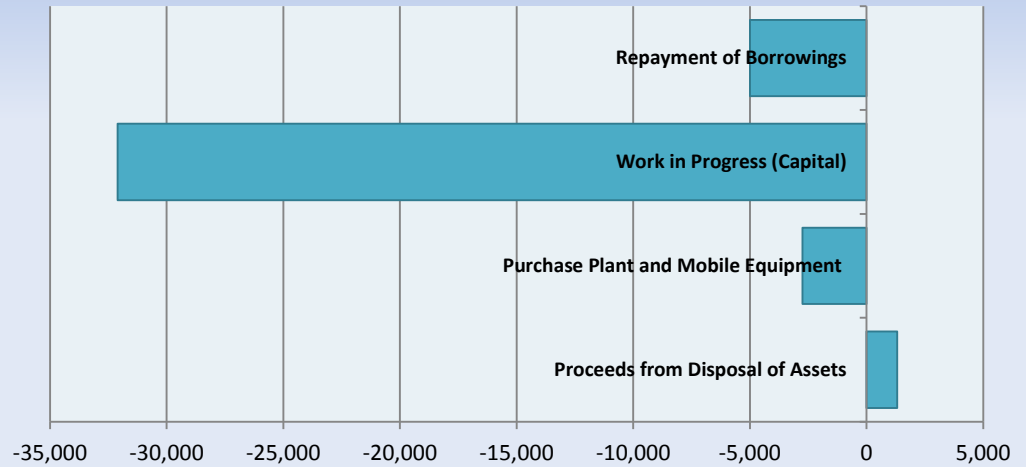 Repayment of Borrowings
Work in Progress (Capital)
Purchase Plant and Mobile Equipment
Proceeds from Disposal of Assets
-35,000 -30,000 -25,000 -20,000 -15,000 -10,000 -5,000 0 5,000